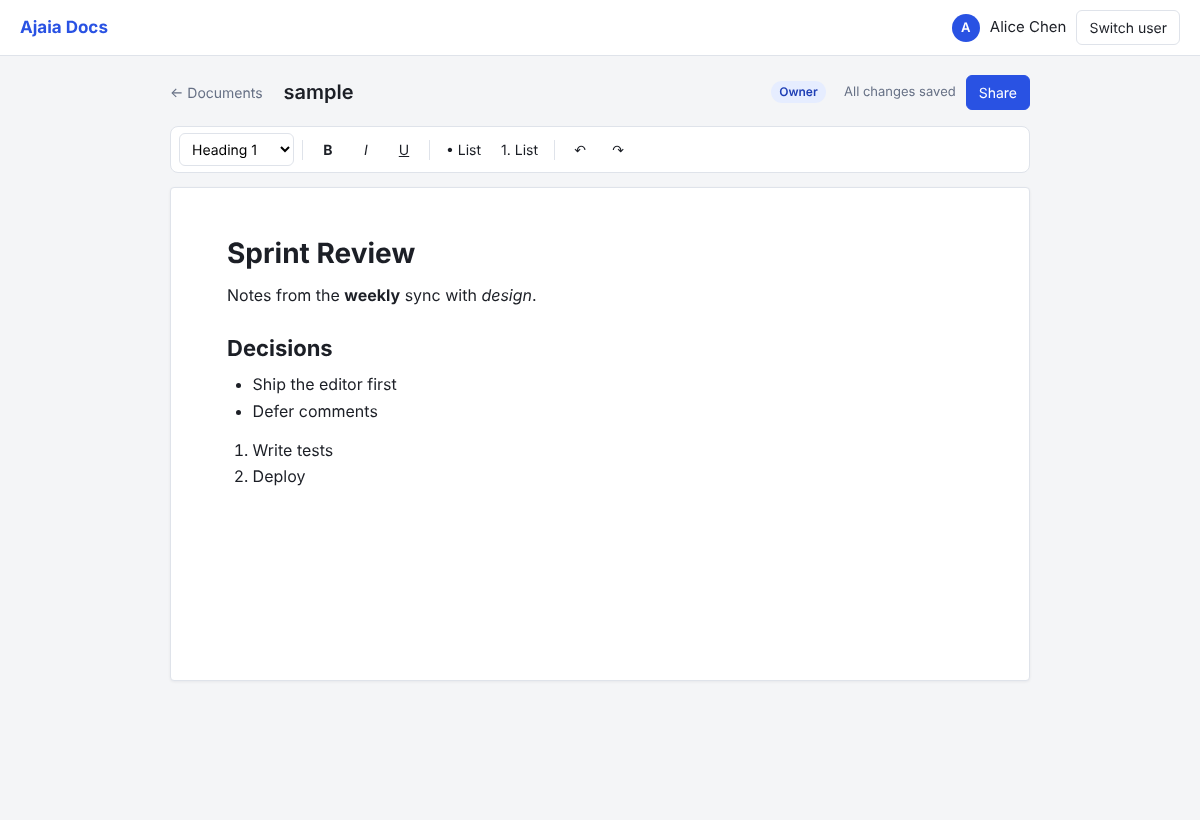 Ajaia Docs
A Alice Chen Switch user
← Documents sample Owner All changes saved Share
Heading 1 B I U • List 1. List ↶ ↷
Sprint Review
Notes from the weekly sync with design.
Decisions
• Ship the editor first
• Defer comments
1. Write tests
2. Deploy